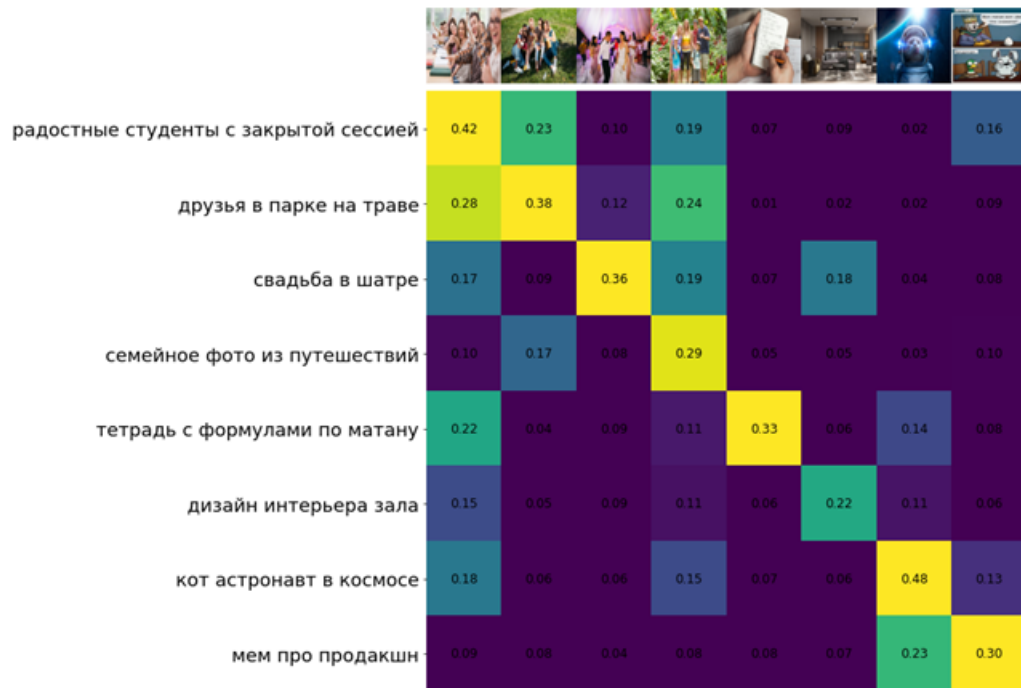 радостные студенты с закрытой сессией 0.42 0.23 0.10 0.19 0.07 0.09 0.02 0.16
друзья в парке на траве 0.28 0.38 0.12 0.24 0.01 0.02 0.02 0.09
свадьба в шатре 0.17 0.09 0.36 0.19 0.07 0.18 0.04 0.08
семейное фото из путешествий 0.10 0.17 0.08 0.29 0.05 0.05 0.03 0.10
тетрадь с формулами по матану 0.22 0.04 0.09 0.11 0.33 0.06 0.14 0.08
дизайн интерьера зала 0.15 0.05 0.09 0.11 0.06 0.22 0.11 0.06
кот астронавт в космосе 0.18 0.06 0.06 0.15 0.07 0.06 0.48 0.13
мем про продакшн 0.09 0.08 0.04 0.08 0.08 0.07 0.23 0.30